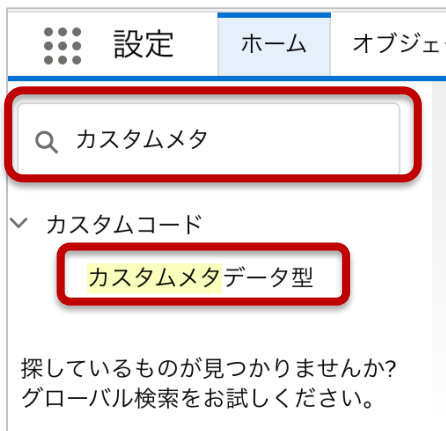 設定 ホーム オブジェ
カスタムメタ
カスタムコード
カスタムメタデータ型
探しているものが見つかりませんか?
グローバル検索をお試しください。